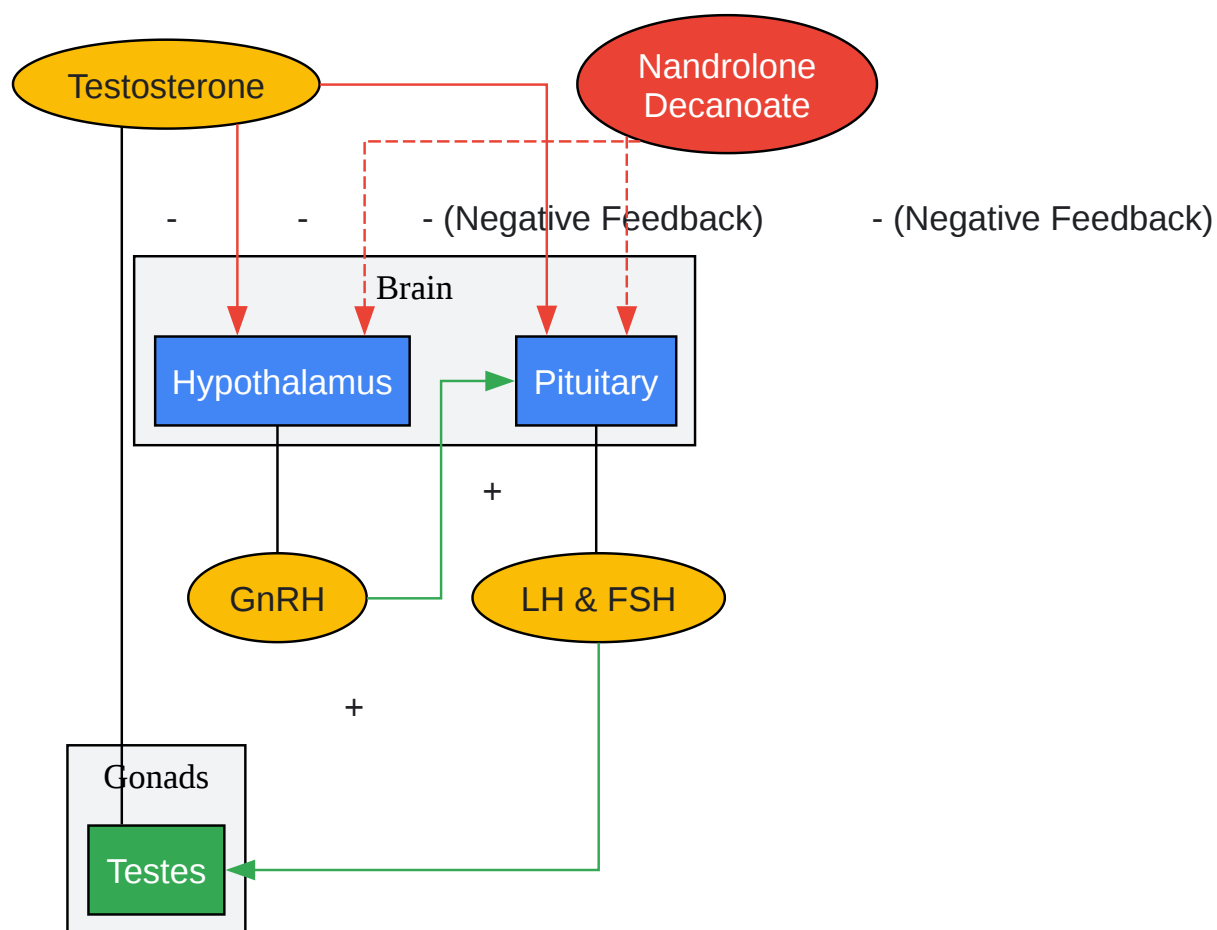 Testosterone
Nandrolone
Decanoate
- - - (Negative Feedback) - (Negative Feedback)
Brain
Hypothalamus
Pituitary
+
GnRH
LH & FSH
+
Gonads
Testes